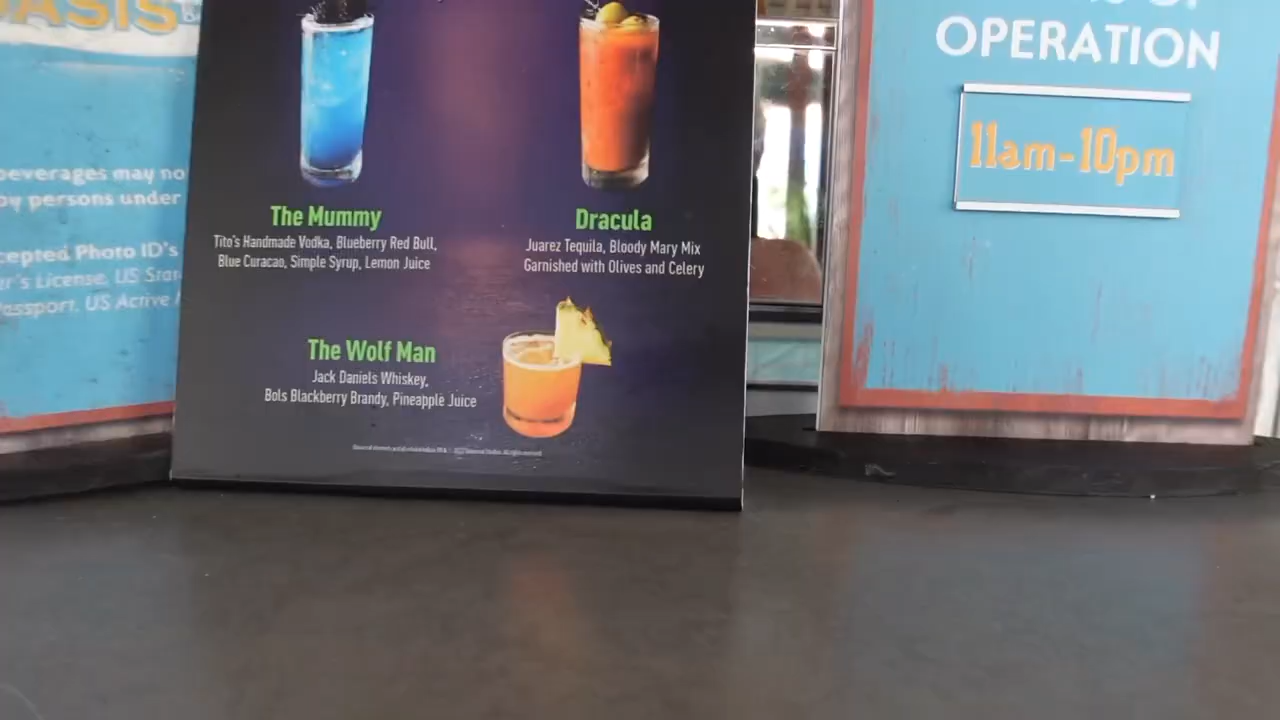 OASIS
beverages may no
by persons under
cepted Photo ID's
er's License, US
assport, US Active
The Mummy
Tito's Handmade Vodka, Blueberry Red Bull,
Blue Curacao, Simple Syrup, Lemon Juice
Dracula
Juarez Tequila, Bloody Mary Mix
Garnished with Olives and Celery
The Wolf Man
Jack Daniels Whiskey,
Bols Blackberry Brandy, Pineapple Juice
OPERATION
11am-10pm